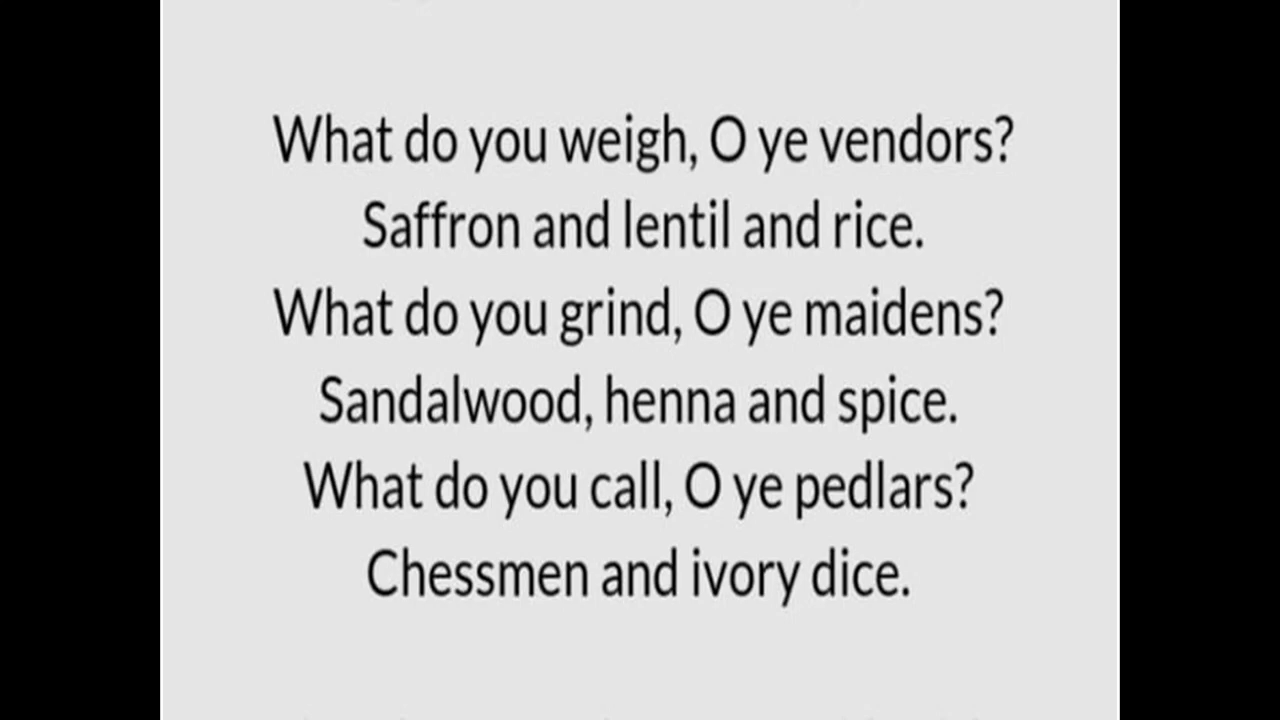 What do you weigh, O ye vendors?
Saffron and lentil and rice.
What do you grind, O ye maidens?
Sandalwood, henna and spice.
What do you call, O ye pedlars?
Chessmen and ivory dice.